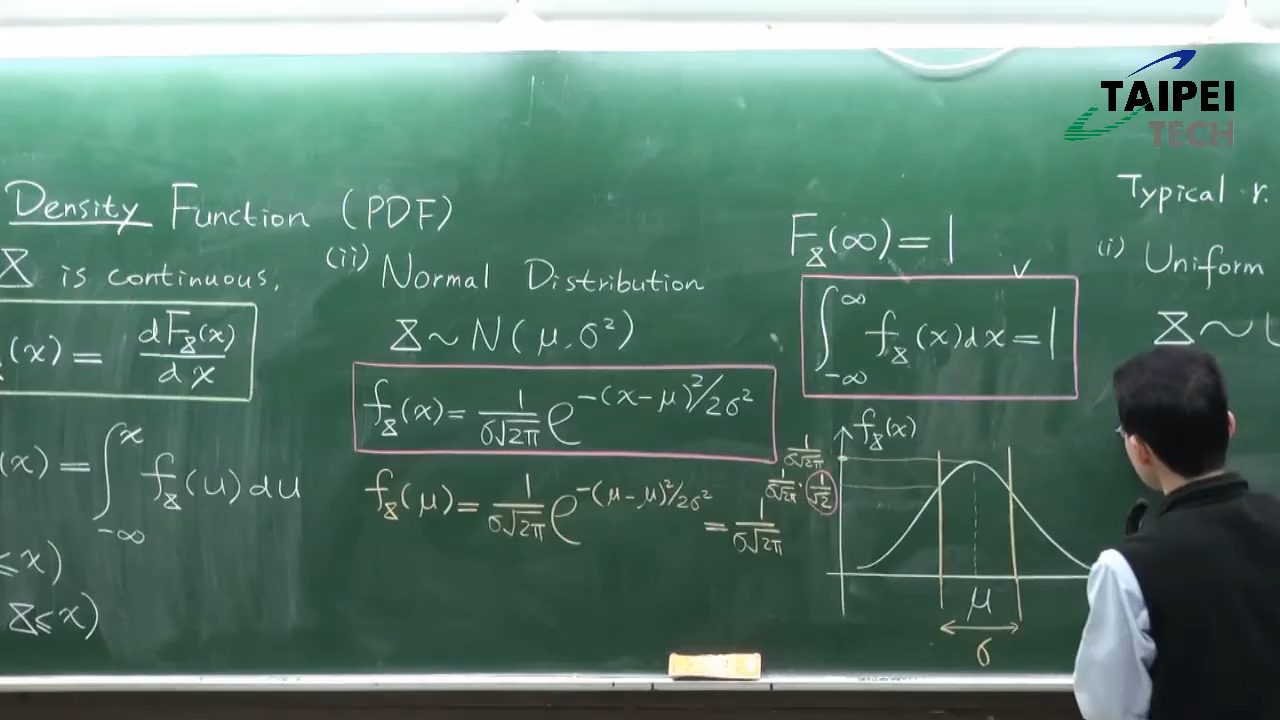 Density Function (PDF)
X is continuous,
(x) = dF_X(x)/dx
(x) = ∫_{-∞}^{x} f_X(u)du
≤x)
X≤x)
(ii) Normal Distribution
X~N(μ,σ²)
f_X(x) = 1/(σ√2π) e^{-(x-μ)²/2σ²}
f_X(μ) = 1/(σ√2π) e^{-(μ-μ)²/2σ²} = 1/(σ√2π)
F_X(∞) = 1
∫_{-∞}^{∞} f_X(x)dx = 1
f_X(x)
1/(σ√2π)
1/(σ√2π) · 1/√2
μ
σ
Typical r.
(i) Uniform
X~U
TAIPEI
TECH